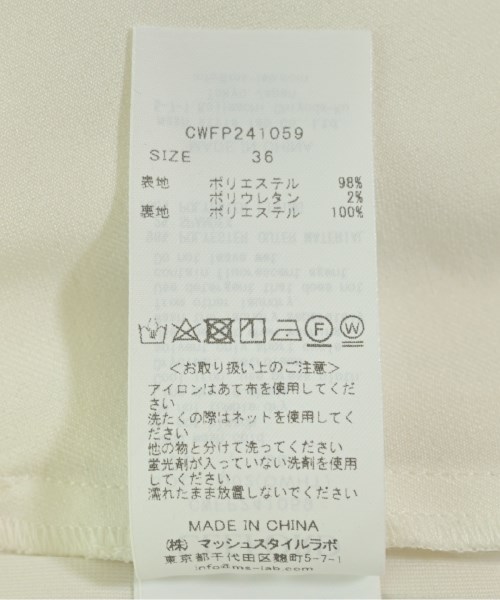 CWFP241059
SIZE 36
表地 ポリエステル 98%
ポリウレタン 2%
裏地 ポリエステル 100%
F W
＜お取り扱い上のご注意＞
アイロンはあて布を使用してくだ
さい
洗たくの際はネットを使用してく
ださい
他の物と分けて洗ってください
蛍光剤が入っていない洗剤を使用
してください
濡れたまま放置しないでください
MADE IN CHINA
(株) マッシュスタイルラボ
東京都千代田区麹町5-7-1
info@ms-lab.com